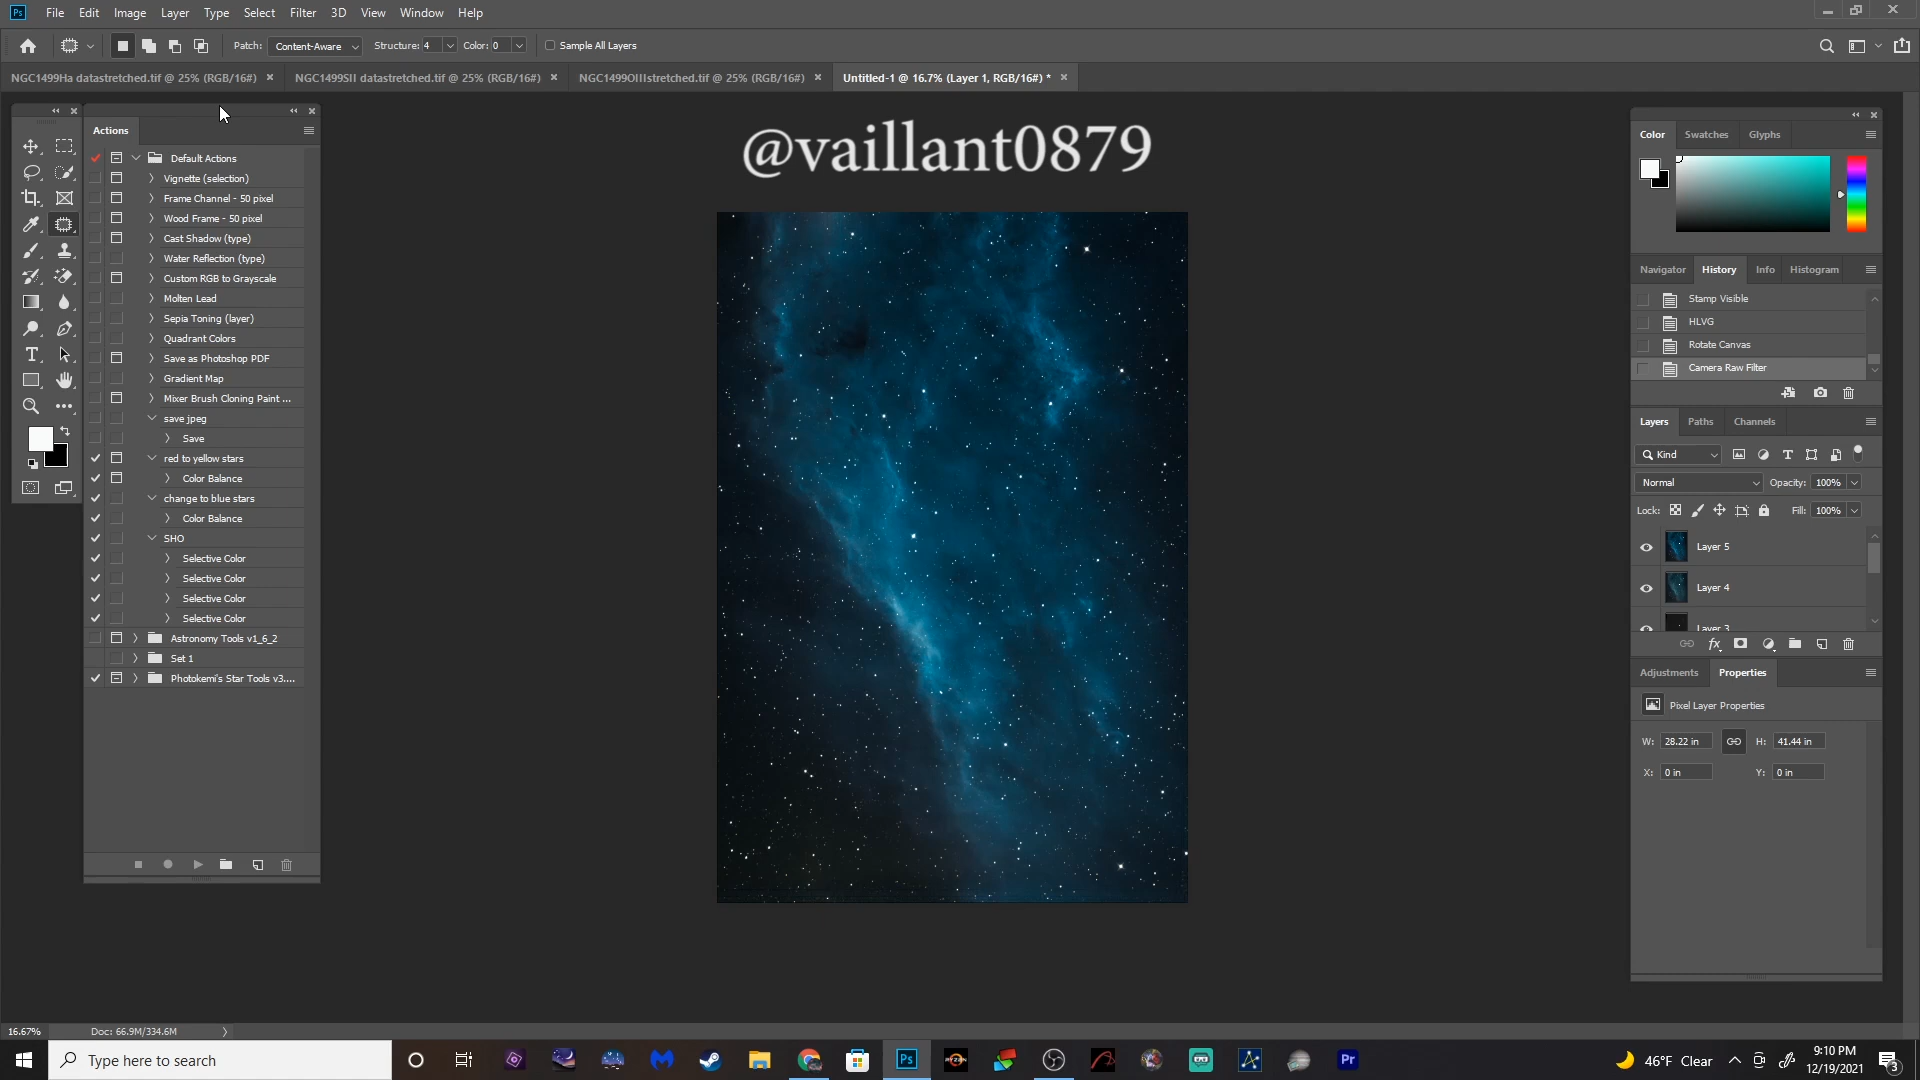 Ps File Edit Image Layer Type Select Filter 3D View Window Help
Patch: Content-Aware Structure: 4 Color: 0 Sample All Layers
NGC1499Ha datastretched.tif @ 25% (RGB/16#) × NGC1499SII datastretched.tif @ 25% (RGB/16#) × NGC1499OIIIstretched.tif @ 25% (RGB/16#) × Untitled-1 @ 16.7% (Layer 1, RGB/16#) * ×
Actions
Default Actions
Vignette (selection)
Frame Channel - 50 pixel
Wood Frame - 50 pixel
Cast Shadow (type)
Water Reflection (type)
Custom RGB to Grayscale
Molten Lead
Sepia Toning (layer)
Quadrant Colors
Save as Photoshop PDF
Gradient Map
Mixer Brush Cloning Paint ...
save jpeg
Save
red to yellow stars
Color Balance
change to blue stars
Color Balance
SHO
Selective Color
Selective Color
Selective Color
Selective Color
Astronomy Tools v1_6_2
Set 1
Photokemi's Star Tools v3....
@vaillant0879
Color Swatches Glyphs
Navigator History Info Histogram
Stamp Visible
HLVG
Rotate Canvas
Camera Raw Filter
Layers Paths Channels
Kind
Normal Opacity: 100%
Lock: Fill: 100%
Layer 5
Layer 4
Layer 3
Adjustments Properties
Pixel Layer Properties
W: 28.22 in H: 41.44 in
X: 0 in Y: 0 in
16.67% Doc: 66.9M/334.6M
Type here to search
Ps
RYZEN
Pr
46°F Clear
9:10 PM
12/19/2021
3